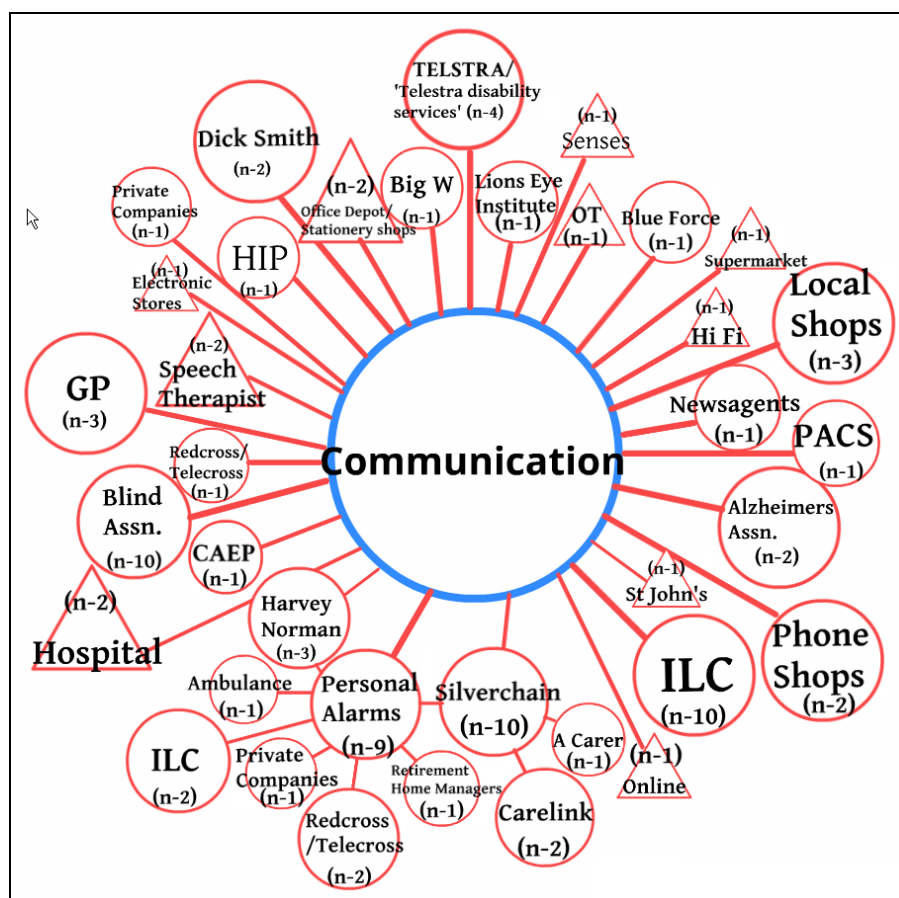 TELSTRA/
'Telestra disability
services' (n-4)
Dick Smith
(n-2)
(n-1)
Senses
(n-2)
Office Depot/
Stationery shops
Big W
(n-1)
Lions Eye
Institute
(n-1)
OT
(n-1)
Blue Force
(n-1)
(n-1)
Supermarket
Private
Companies
(n-1)
HIP
(n-1)
(n-1)
Electronic
Stores
Local
Shops
(n-3)
(n-1)
Hi Fi
(n-2)
Speech
Therapist
GP
(n-3)
Newsagents
(n-1)
PACS
(n-1)
Communication
Redcross/
Telecross
(n-1)
Blind
Assn.
(n-10)
Alzheimers
Assn.
(n-2)
CAEP
(n-1)
(n-1)
St John's
(n-2)
Hospital
Harvey
Norman
(n-3)
Phone
Shops
(n-2)
ILC
(n-10)
Ambulance
(n-1)
Personal
Alarms
(n-9)
Silverchain
(n-10)
A Carer
(n-1)
(n-1)
Online
ILC
(n-2)
Private
Companies
(n-1)
Retirement
Home Managers
(n-1)
Redcross
/Telecross
(n-2)
Carelink
(n-2)